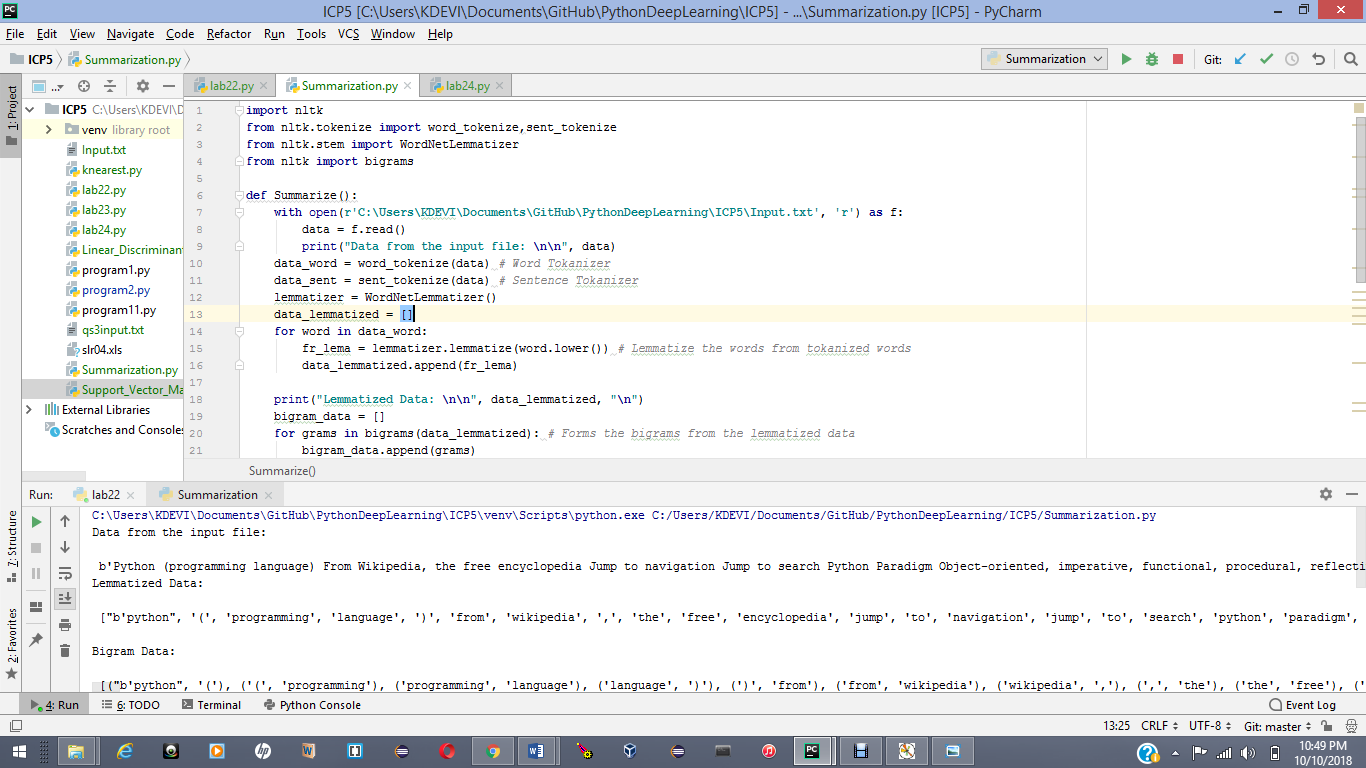 ICP5 [C:\Users\KDEVI\Documents\GitHub\PythonDeepLearning\ICP5] - ...\Summarization.py [ICP5] - PyCharm
File Edit View Navigate Code Refactor Run Tools VCS Window Help
ICP5 Summarization.py Summarization Git:
1: Project
... lab22.py Summarization.py lab24.py
ICP5 C:\Users\KDEVI\D
venv library root
Input.txt
knearest.py
lab22.py
lab23.py
lab24.py
Linear_Discriminan
program1.py
program2.py
program11.py
qs3input.txt
slr04.xls
Summarization.py
Support_Vector_Ma
External Libraries
Scratches and Consoles
1 import nltk
2 from nltk.tokenize import word_tokenize,sent_tokenize
3 from nltk.stem import WordNetLemmatizer
4 from nltk import bigrams
5
6 def Summarize():
7 with open(r'C:\Users\KDEVI\Documents\GitHub\PythonDeepLearning\ICP5\Input.txt', 'r') as f:
8 data = f.read()
9 print("Data from the input file: \n\n", data)
10 data_word = word_tokenize(data) # Word Tokanizer
11 data_sent = sent_tokenize(data) # Sentence Tokanizer
12 lemmatizer = WordNetLemmatizer()
13 data_lemmatized = []
14 for word in data_word:
15 fr_lema = lemmatizer.lemmatize(word.lower()) # Lemmatize the words from tokanized words
16 data_lemmatized.append(fr_lema)
17
18 print("Lemmatized Data: \n\n", data_lemmatized, "\n")
19 bigram_data = []
20 for grams in bigrams(data_lemmatized): # Forms the bigrams from the lemmatized data
21 bigram_data.append(grams)
Summarize()
Run: lab22 Summarization
7: Structure
2: Favorites
C:\Users\KDEVI\Documents\GitHub\PythonDeepLearning\ICP5\venv\Scripts\python.exe C:/Users/KDEVI/Documents/GitHub/PythonDeepLearning/ICP5/Summarization.py
Data from the input file:
b'Python (programming language) From Wikipedia, the free encyclopedia Jump to navigation Jump to search Python Paradigm Object-oriented, imperative, functional, procedural, reflecti
Lemmatized Data:
["b'python", '(', 'programming', 'language', ')', 'from', 'wikipedia', ',', 'the', 'free', 'encyclopedia', 'jump', 'to', 'navigation', 'jump', 'to', 'search', 'python', 'paradigm',
Bigram Data:
[("b'python", '('), ('(', 'programming'), ('programming', 'language'), ('language', ')'), (')', 'from'), ('from', 'wikipedia'), ('wikipedia', ','), (',', 'the'), ('the', 'free'), ('
4: Run 6: TODO Terminal Python Console Event Log
13:25 CRLF UTF-8 Git: master
10:49 PM
10/10/2018